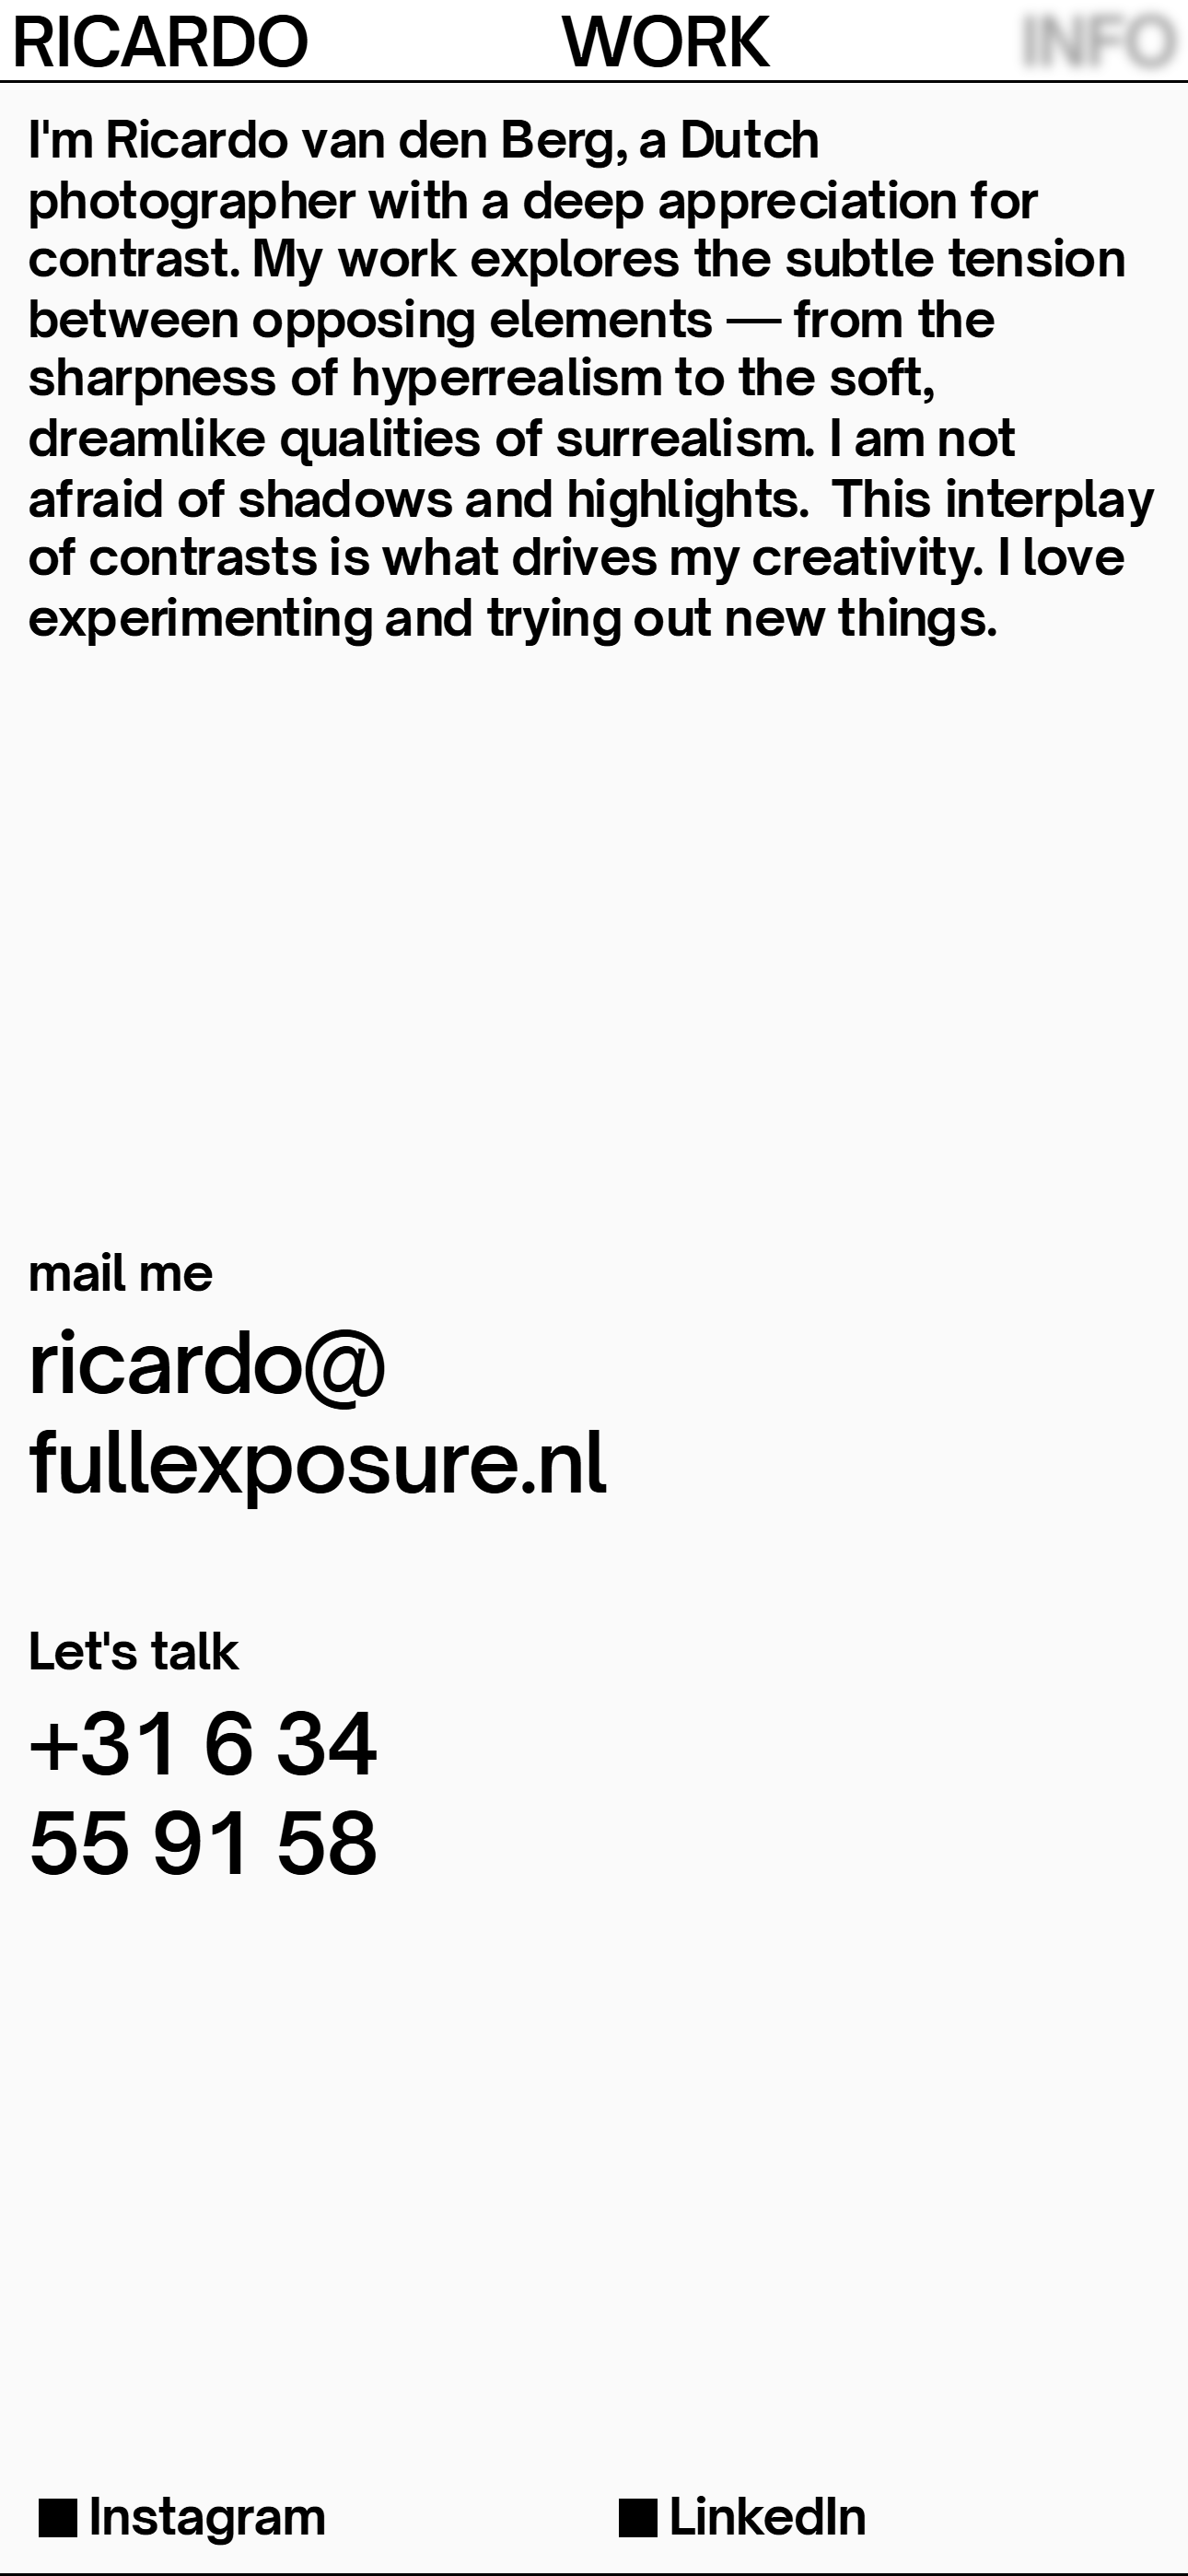 RICARDO WORK INFO
I'm Ricardo van den Berg, a Dutch
photographer with a deep appreciation for
contrast. My work explores the subtle tension
between opposing elements — from the
sharpness of hyperrealism to the soft,
dreamlike qualities of surrealism. I am not
afraid of shadows and highlights.  This interplay
of contrasts is what drives my creativity. I love
experimenting and trying out new things.
mail me
ricardo@
fullexposure.nl
Let's talk
+31 6 34
55 91 58
Instagram LinkedIn